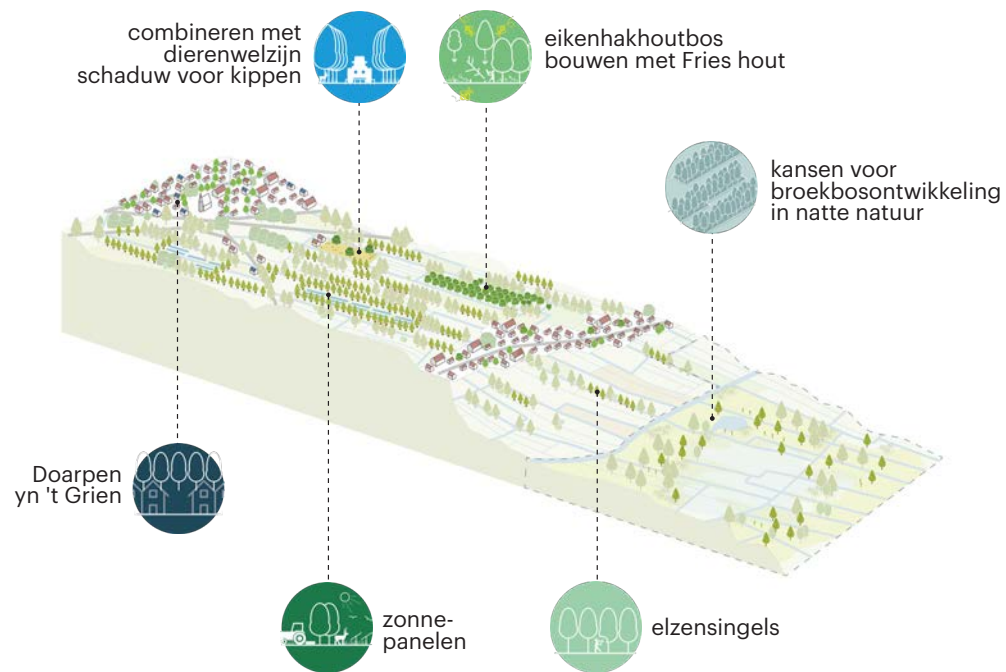 combineren met
dierenwelzijn
schaduw voor kippen
eikenhakhoutbos
bouwen met Fries hout
kansen voor
broekbosontwikkeling
in natte natuur
Doarpen
yn 't Grien
zonne-
panelen
elzensingels